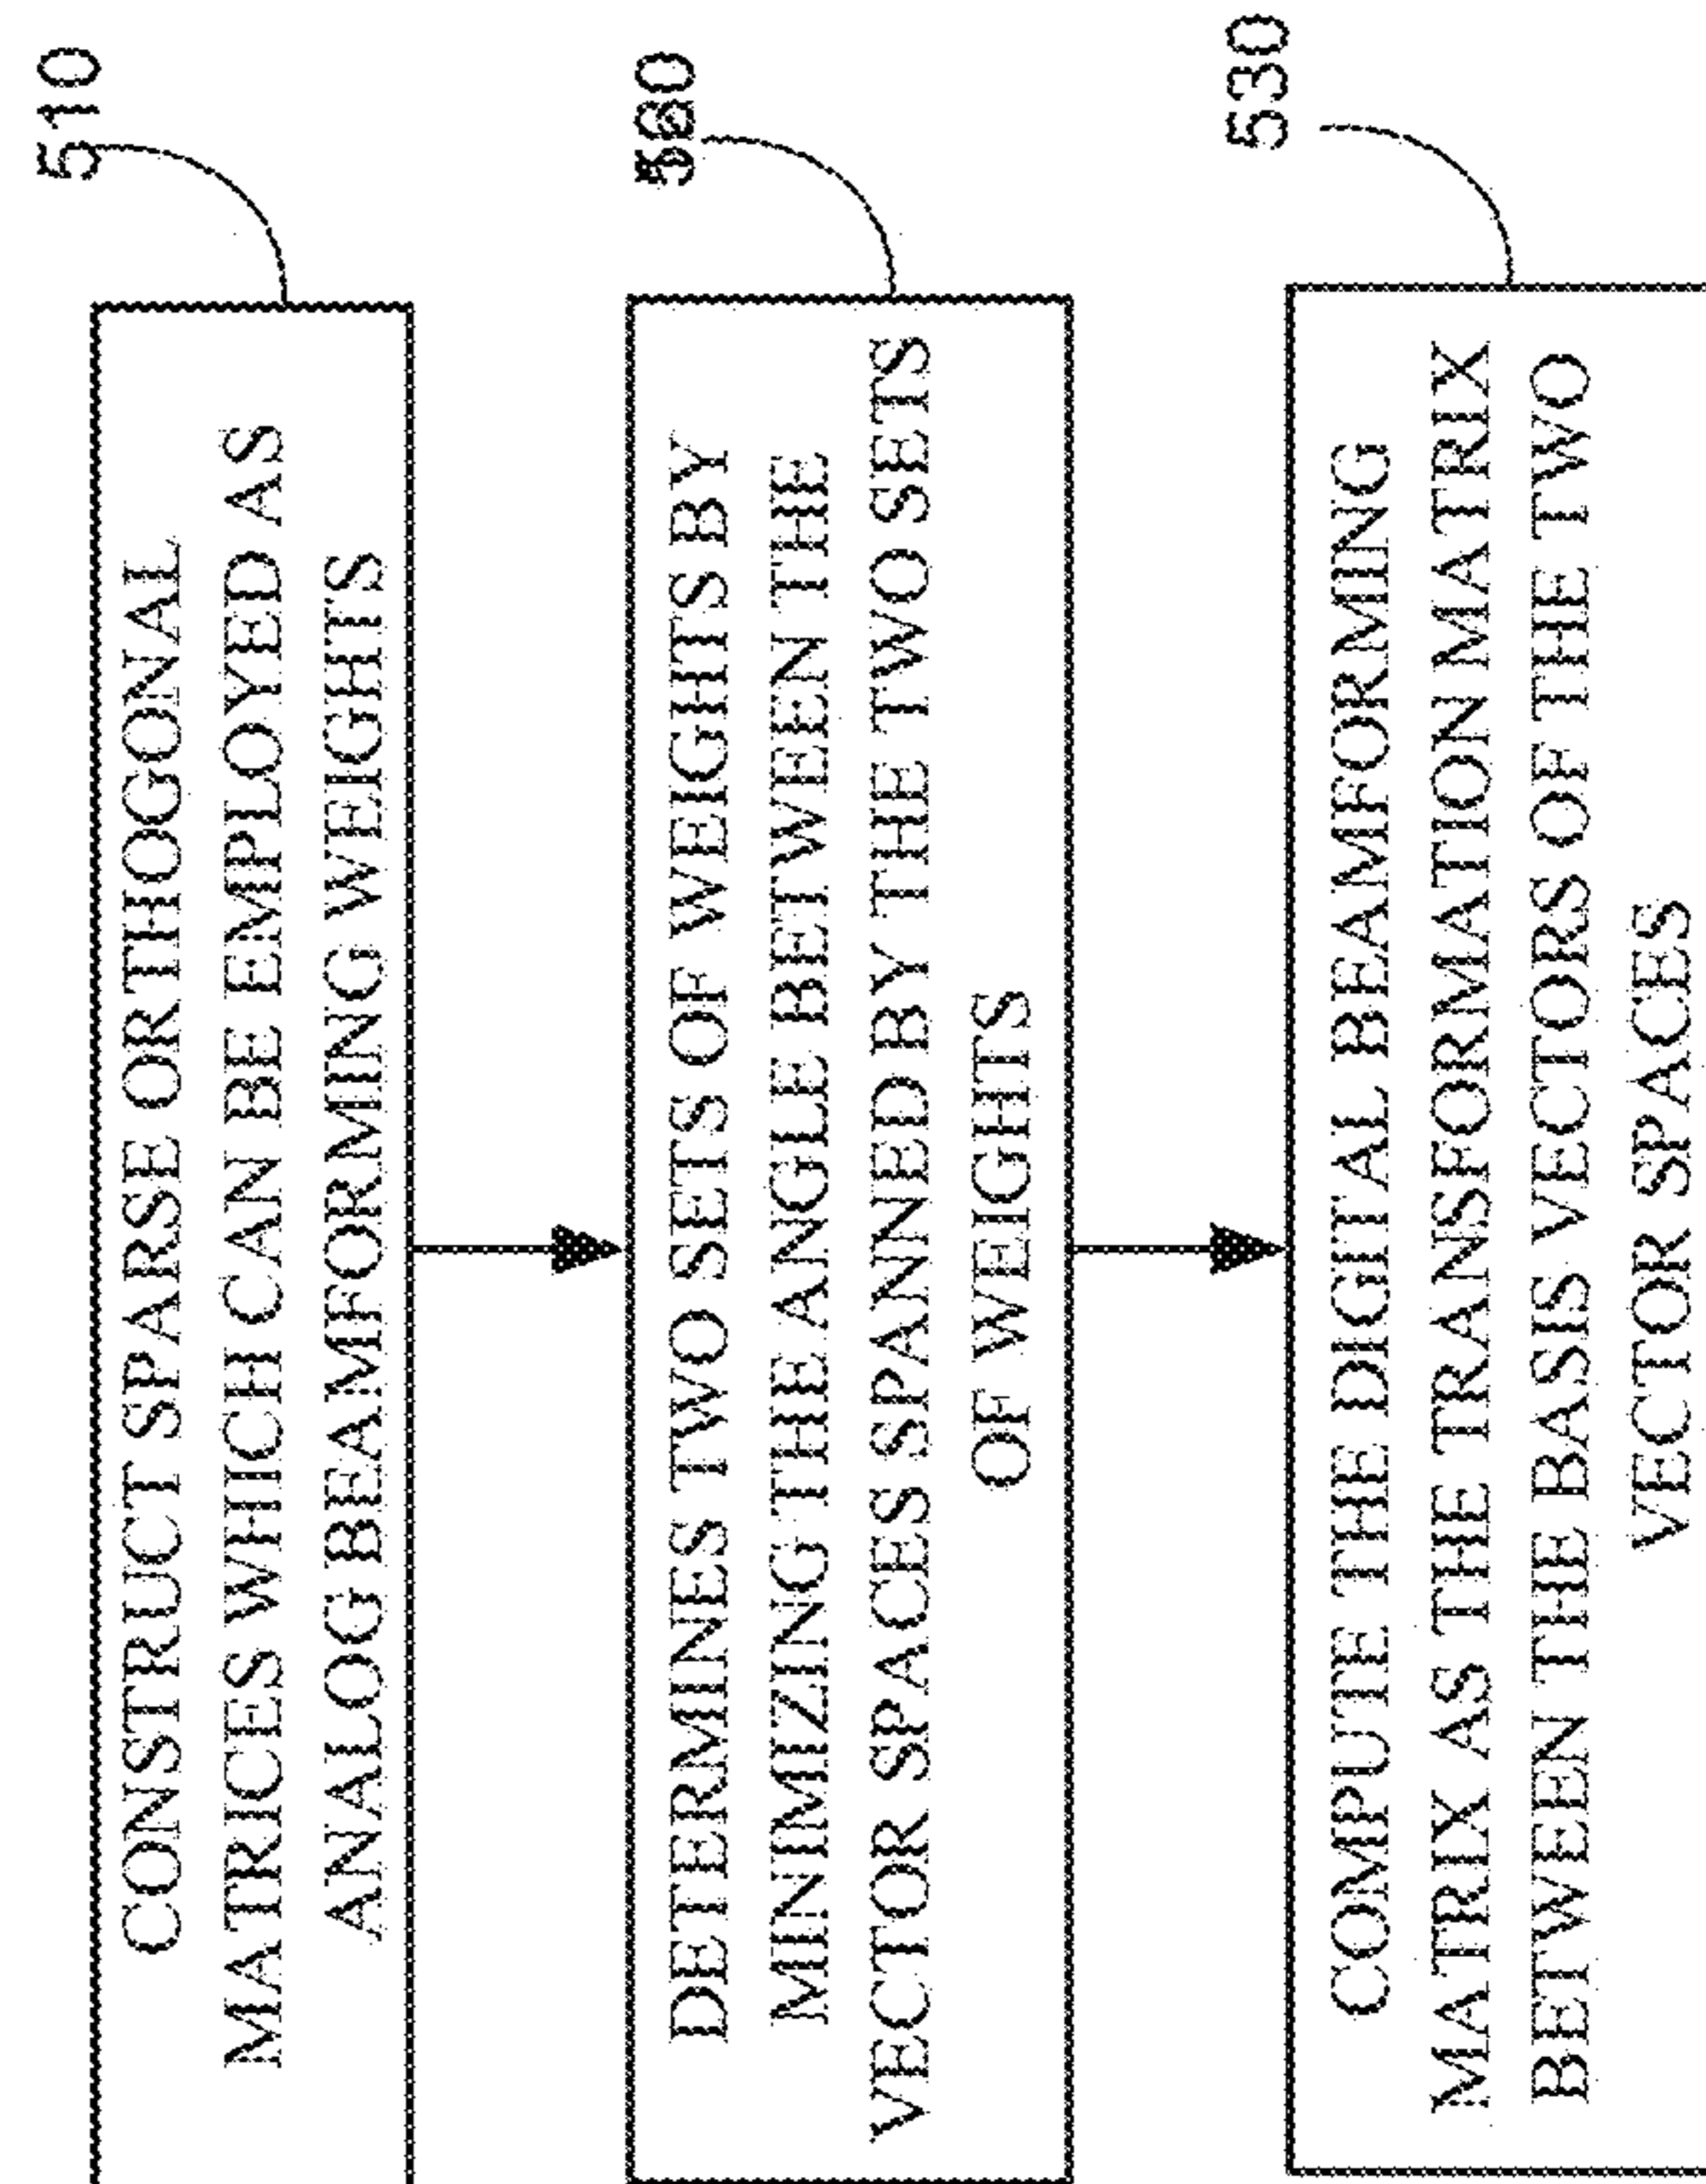 510
CONSTRUCT SPARSE ORTHOGONAL
MATRICES WHICH CAN BE EMPLOYED AS
ANALOG BEAMFORMING WEIGHTS
DETERMINES TWO SETS OF WEIGHTS BY
MINIMIZING THE ANGLE BETWEEN THE
VECTOR SPACES SPANNED BY THE TWO SETS
OF WEIGHTS
530
COMPUTE THE DIGITAL BEAMFORMING
MATRIX AS THE TRANSFORMATION MATRIX
BETWEEN THE BASIS VECTORS OF THE TWO
VECTOR SPACES